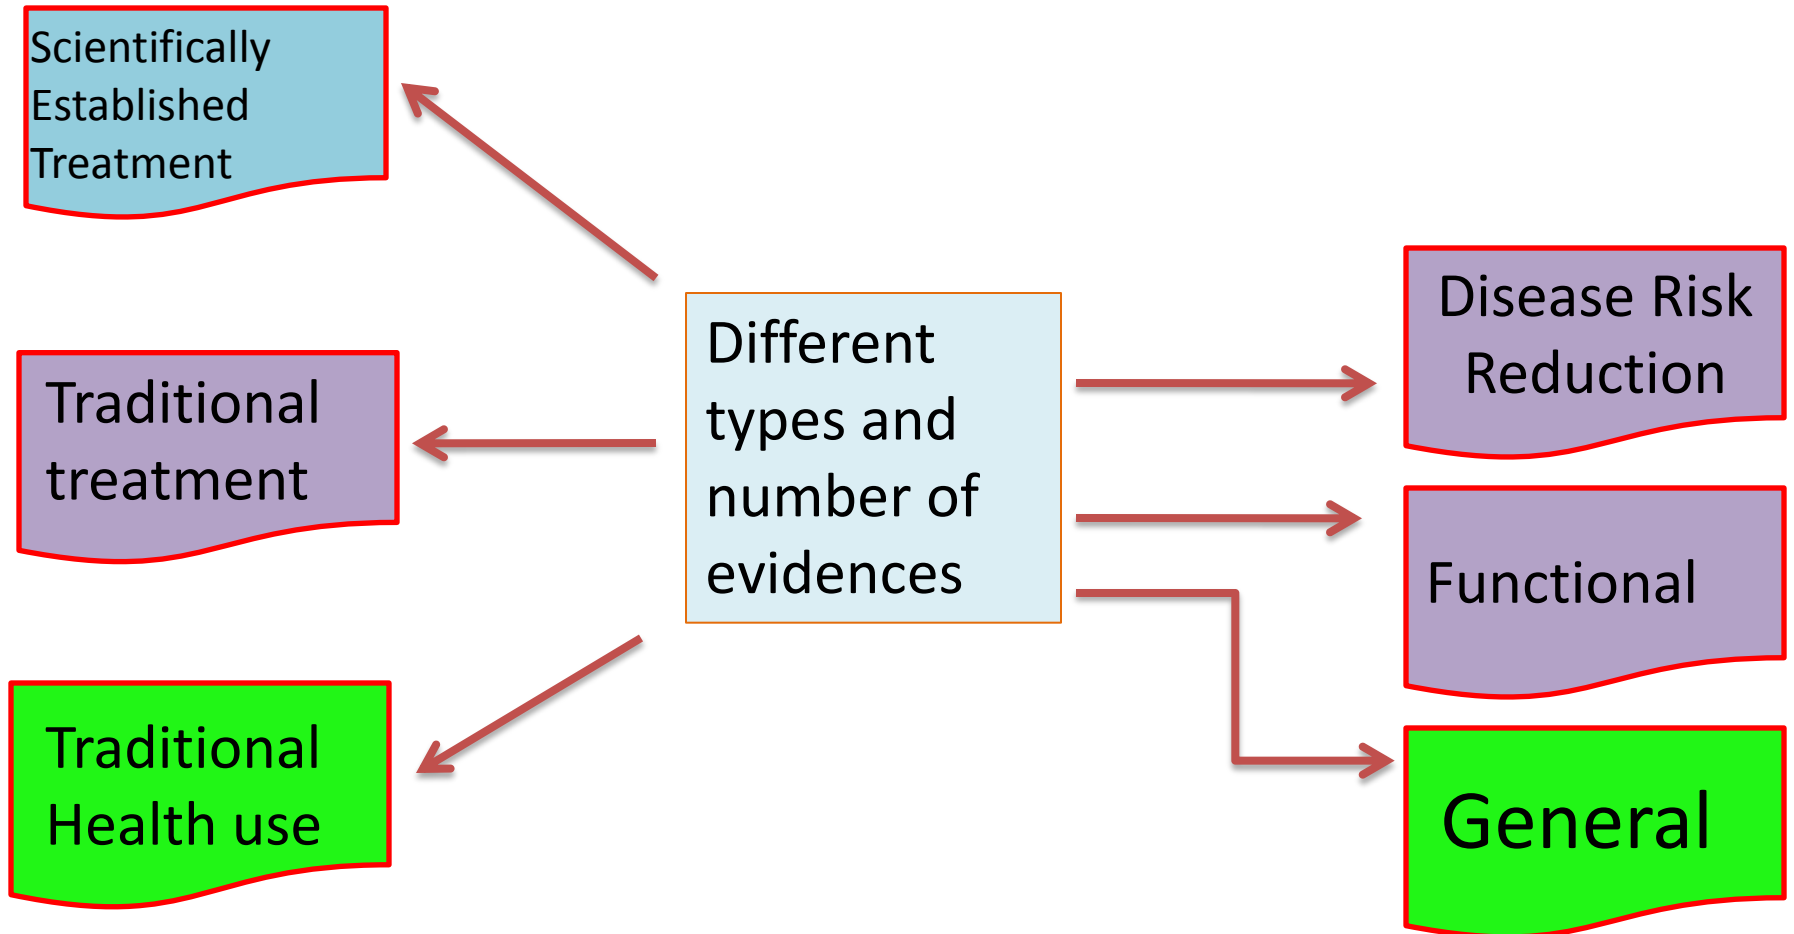 Scientifically
Established
Treatment
Traditional
treatment
Traditional
Health use
Different
types and
number of
evidences
Disease Risk
Reduction
Functional
General